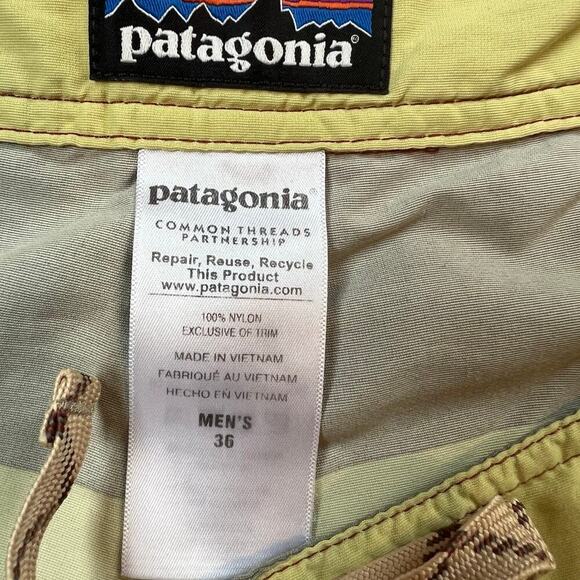 patagonia®
patagonia®
COMMON THREADS
PARTNERSHIP
Repair, Reuse, Recycle
This Product
www.patagonia.com
100% NYLON
EXCLUSIVE OF TRIM
MADE IN VIETNAM
FABRIQUÉ AU VIETNAM
HECHO EN VIETNAM
MEN'S
36